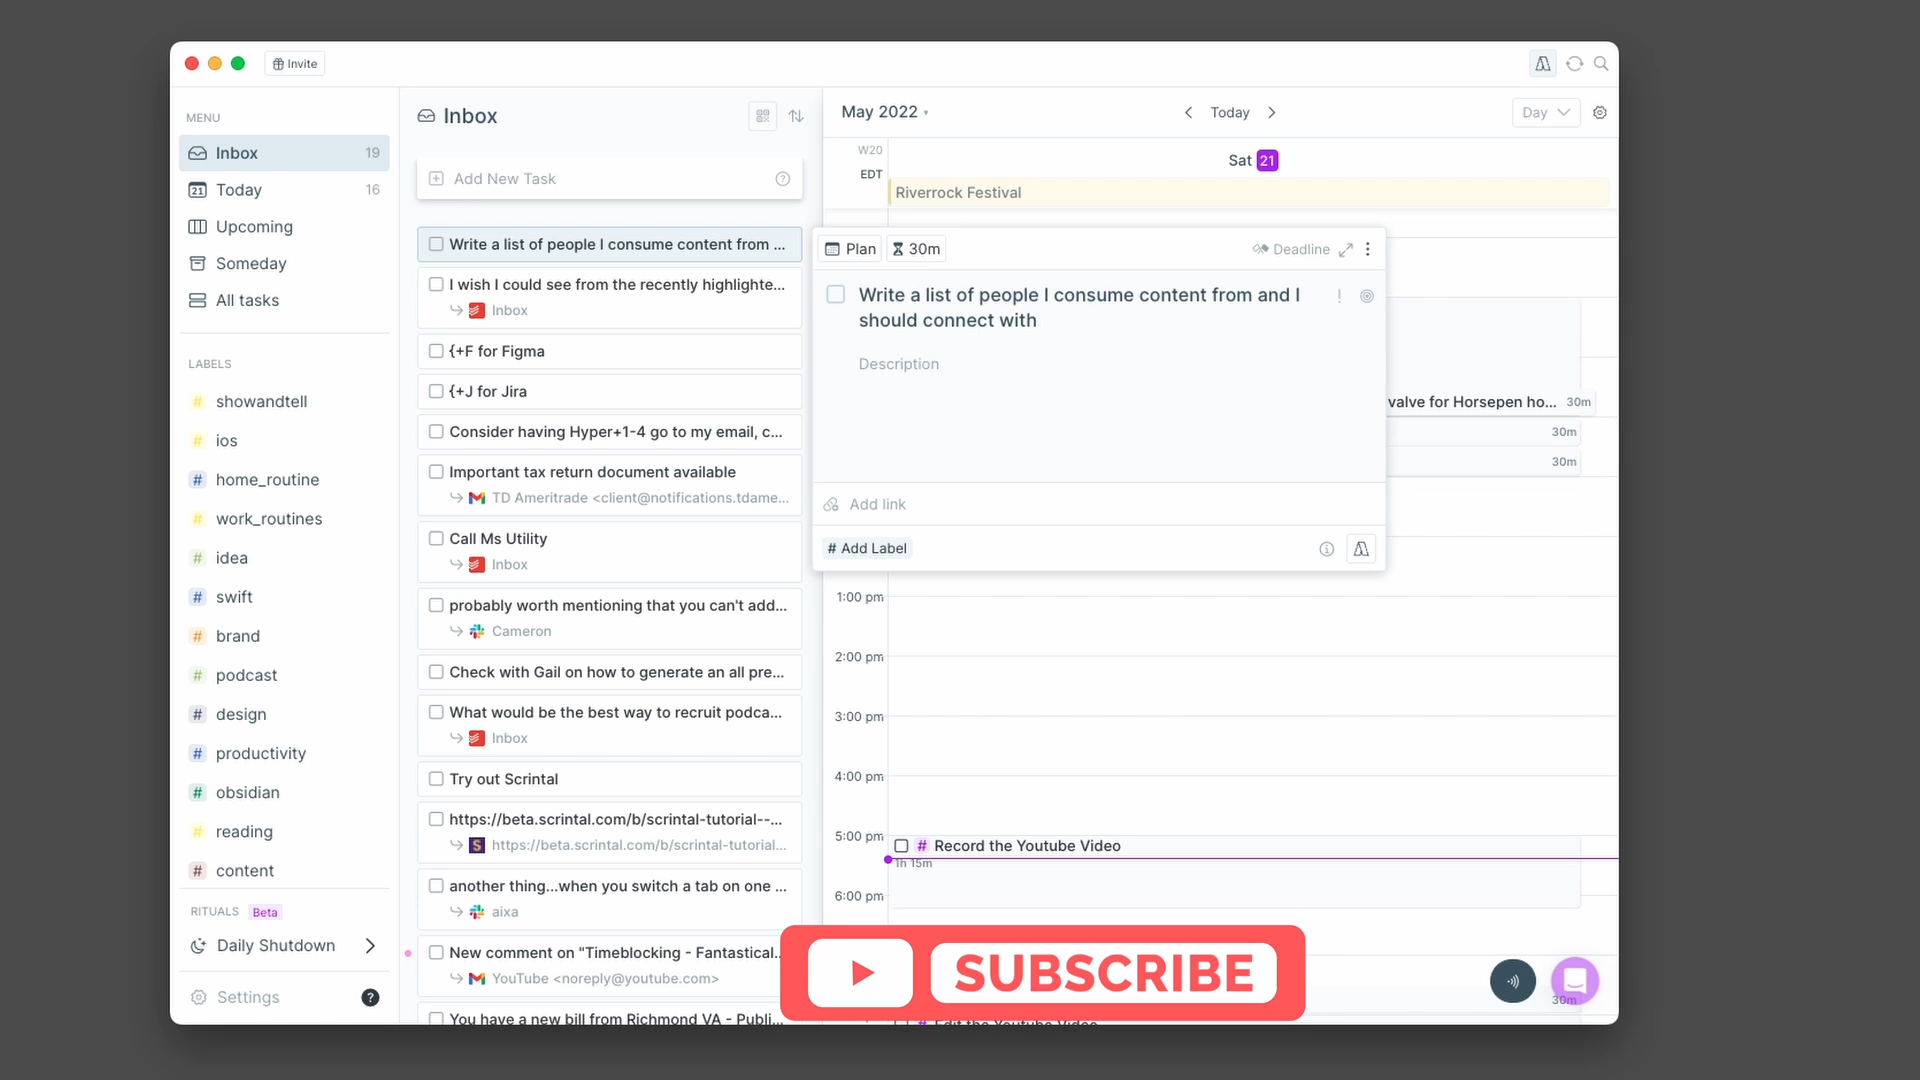 Invite
MENU
Inbox 19
21 Today 16
Upcoming
Someday
All tasks
LABELS
# showandtell
# ios
# home_routine
# work_routines
# idea
# swift
# brand
# podcast
# design
# productivity
# obsidian
# reading
# content
RITUALS Beta
Daily Shutdown
Settings ?
Inbox
Add New Task ?
Write a list of people I consume content from ...
I wish I could see from the recently highlighte...
Inbox
{+F for Figma
{+J for Jira
Consider having Hyper+1-4 go to my email, c...
Important tax return document available
TD Ameritrade <client@notifications.tdame...
Call Ms Utility
Inbox
probably worth mentioning that you can't add...
Cameron
Check with Gail on how to generate an all pre...
What would be the best way to recruit podca...
Inbox
Try out Scrintal
https://beta.scrintal.com/b/scrintal-tutorial--...
S https://beta.scrintal.com/b/scrintal-tutorial...
another thing...when you switch a tab on one ...
aixa
New comment on "Timeblocking - Fantastical...
YouTube <noreply@youtube.com>
You have a new bill from Richmond VA - Publi...
May 2022 Today Day
W20
Sat 21
EDT
Riverrock Festival
Plan 30m Deadline
Write a list of people I consume content from and I
should connect with
Description
Add link
# Add Label
valve for Horsepen ho... 30m
30m
30m
1:00 pm
2:00 pm
3:00 pm
4:00 pm
5:00 pm
# Record the Youtube Video
1h 15m
6:00 pm
30m
# Edit the Youtube Video
SUBSCRIBE